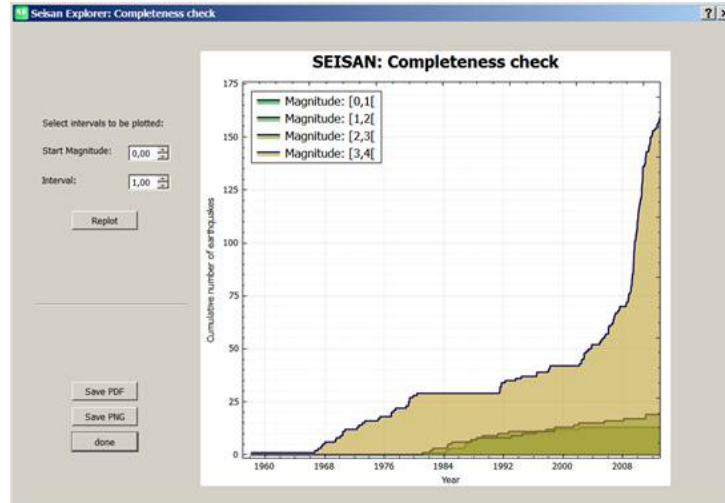 Seisan Explorer: Completeness check
SEISAN: Completeness check
Select intervals to be plotted:
Start Magnitude: 0,00
Interval: 1,00
Replot
Save PDF
Save PNG
done
Magnitude: [0,1[
Magnitude: [1,2[
Magnitude: [2,3[
Magnitude: [3,4[
Cumulative number of earthquakes
175
150
125
100
75
50
25
0
1960 1968 1976 1984 1992 2000 2008
Year